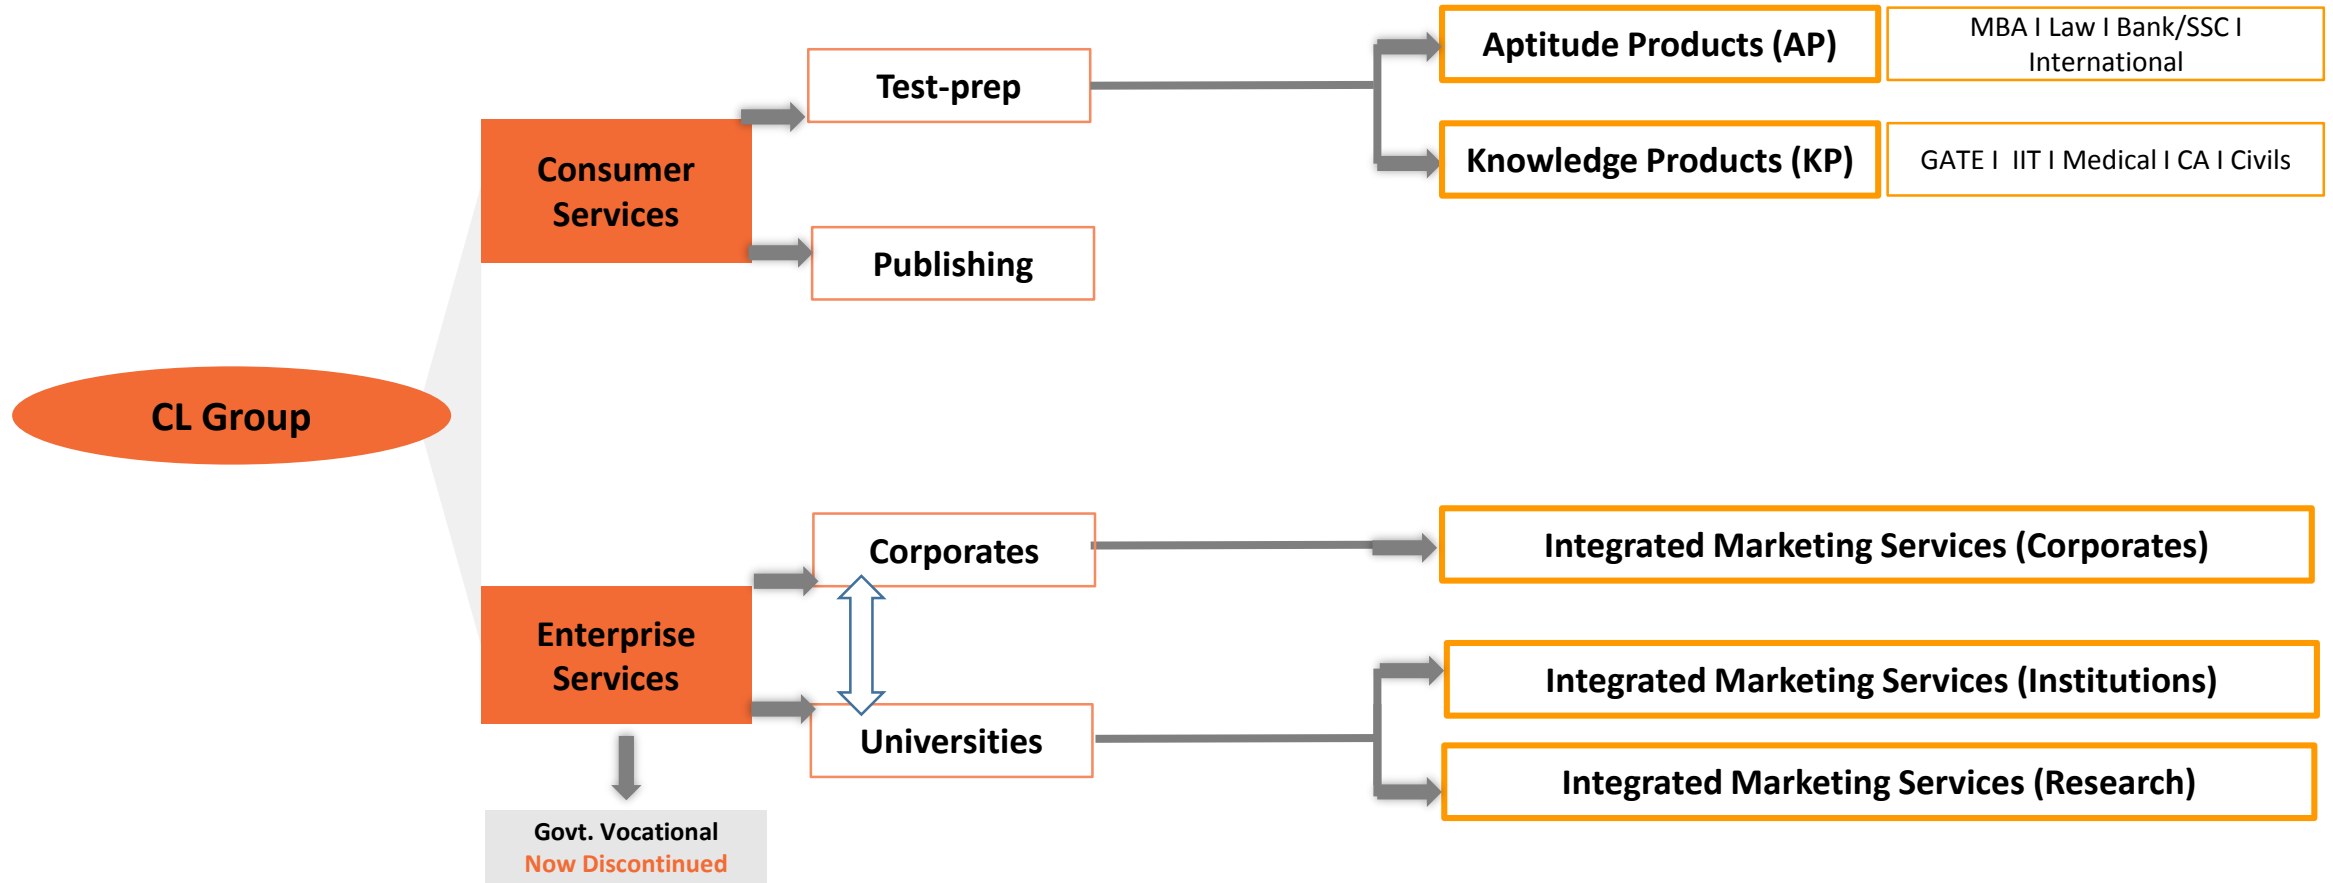 CL Group
Consumer
Services
Test-prep
Aptitude Products (AP)
MBA I Law I Bank/SSC I
International
Knowledge Products (KP)
GATE I  IIT I Medical I CA I Civils
Publishing
Enterprise
Services
Corporates
Integrated Marketing Services (Corporates)
Universities
Integrated Marketing Services (Institutions)
Integrated Marketing Services (Research)
Govt. Vocational
Now Discontinued